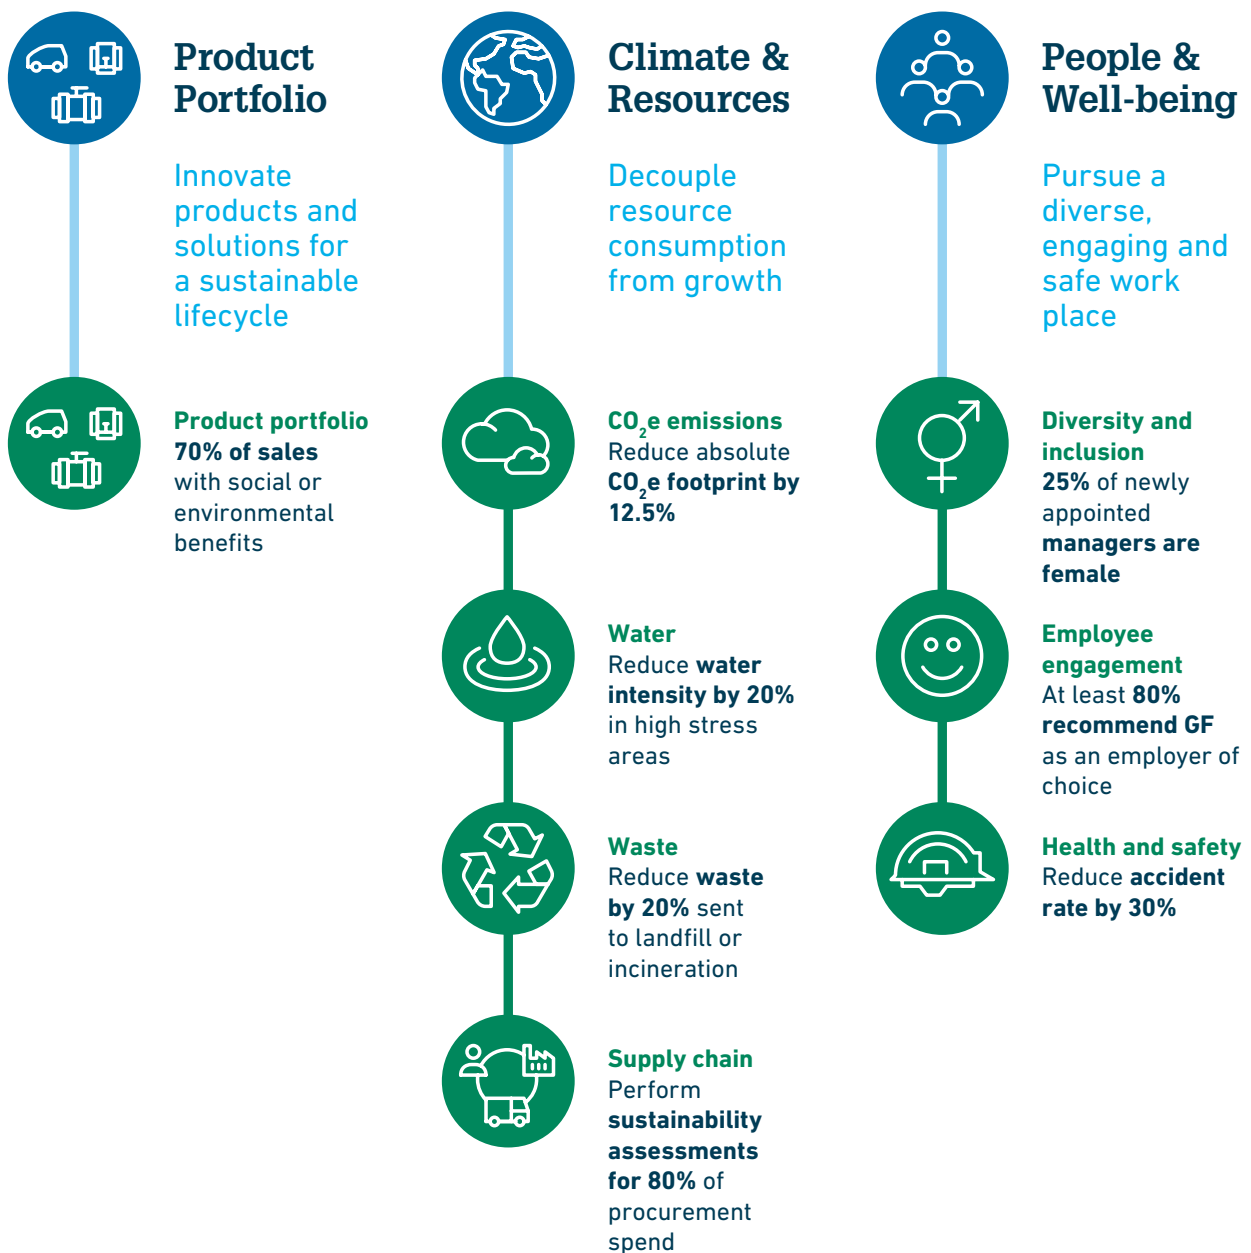 Product
Portfolio
Innovate
products and
solutions for
a sustainable
lifecycle
Product portfolio
70% of sales
with social or
environmental
benefits
Climate &
Resources
Decouple
resource
consumption
from growth
CO₂e emissions
Reduce absolute
CO₂e footprint by
12.5%
Water
Reduce water
intensity by 20%
in high stress
areas
Waste
Reduce waste
by 20% sent
to landfill or
incineration
Supply chain
Perform
sustainability
assessments
for 80% of
procurement
spend
People &
Well-being
Pursue a
diverse,
engaging and
safe work
place
Diversity and
inclusion
25% of newly
appointed
managers are
female
Employee
engagement
At least 80%
recommend GF
as an employer of
choice
Health and safety
Reduce accident
rate by 30%